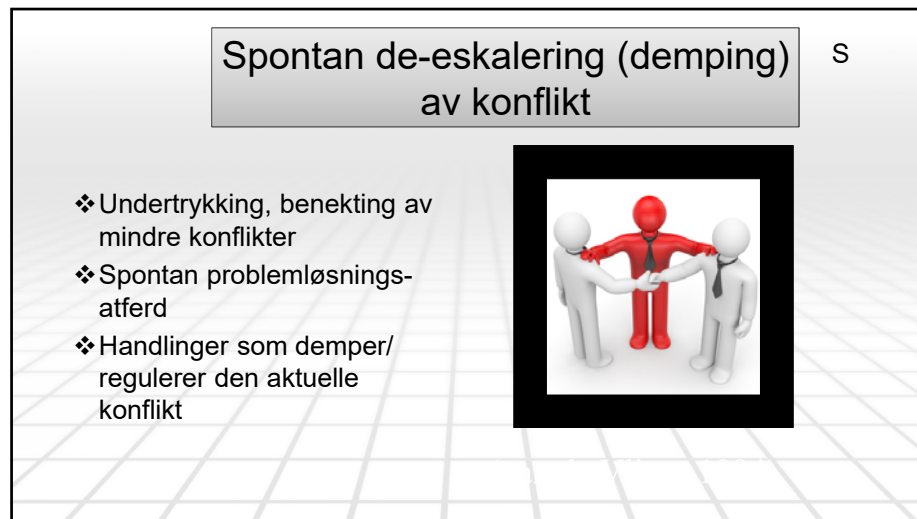 Spontan de-eskalering (demping)
av konflikt
S
❖Undertrykking, benekting av
mindre konflikter
❖Spontan problemløsnings-
atferd
❖Handlinger som demper/
regulerer den aktuelle
konflikt